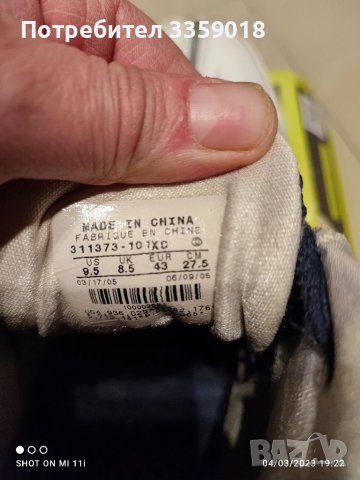 Потребител 3359018
MADE IN CHINA
FABRIQUE EN CHINE
311373-101XC
US UK EUR CM
9.5 8.5 43 27.5
03/17/05 06/09/05
SHOT ON MI 11i
BAZAR
04/03/2023 19:22